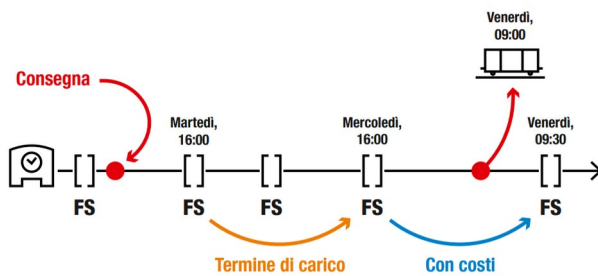 Venerdì,
09:00
Consegna
Martedì,
16:00
Mercoledì,
16:00
Venerdì,
09:30
FS
FS
FS
FS
FS
Termine di carico
Con costi